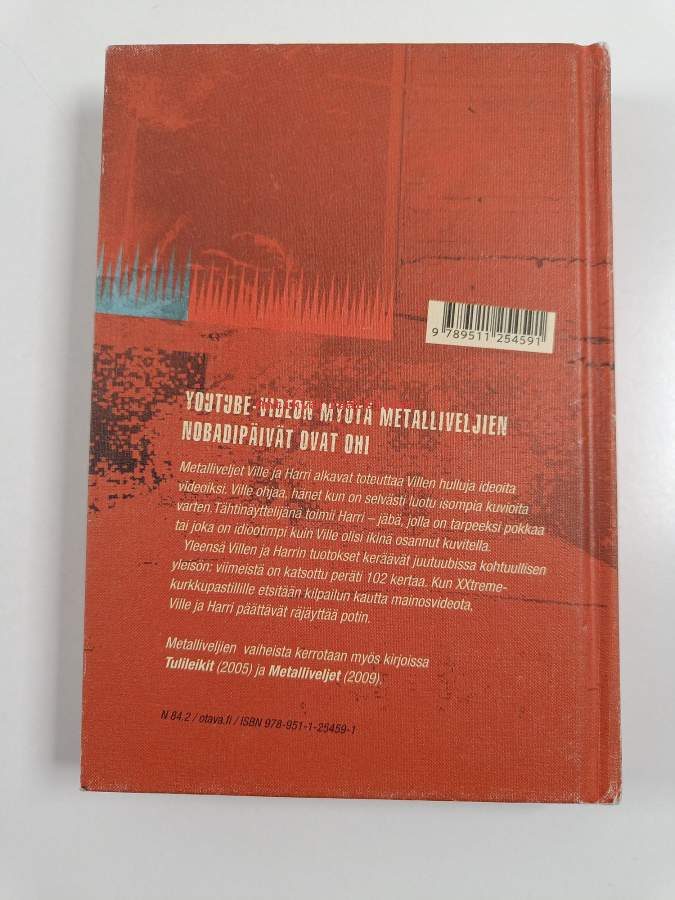 9 789511 254591
YOUTUBE-VIDEON MYÖTÄ METALLIVELJIEN
NOBADIPÄIVÄT OVAT OHI
Metalliveljet Ville ja Harri alkavat toteuttaa Villen hulluja ideoita
videoiksi. Ville ohjaa, hänet kun on selvästi luotu isompia kuvioita
varten. Tähtinäyttelijänä toimii Harri – jäbä, jolla on tarpeeksi pokkaa
tai joka on idiootimpi kuin Ville olisi ikinä osannut kuvitella.
Yleensä Villen ja Harrin tuotokset keräävät juutuubissa kohtuullisen
yleisön: viimeistä on katsottu peräti 102 kertaa. Kun XXtreme-
kurkkupastillille etsitään kilpailun kautta mainosvideota,
Ville ja Harri päättävät räjäyttää potin.
Metalliveljien vaiheista kerrotaan myös kirjoissa
Tulileikit (2005) ja Metalliveljet (2009).
N 84.2 / otava.fi / ISBN 978-951-1-25459-1